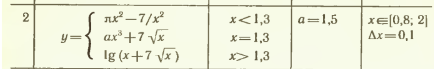 2 πx² − 7/x² x < 1,3 a = 1,5 x ∈ [0,8; 2]
y = { ax³ + 7 √x x = 1,3 Δx = 0,1
lg (x + 7 √x) x > 1,3